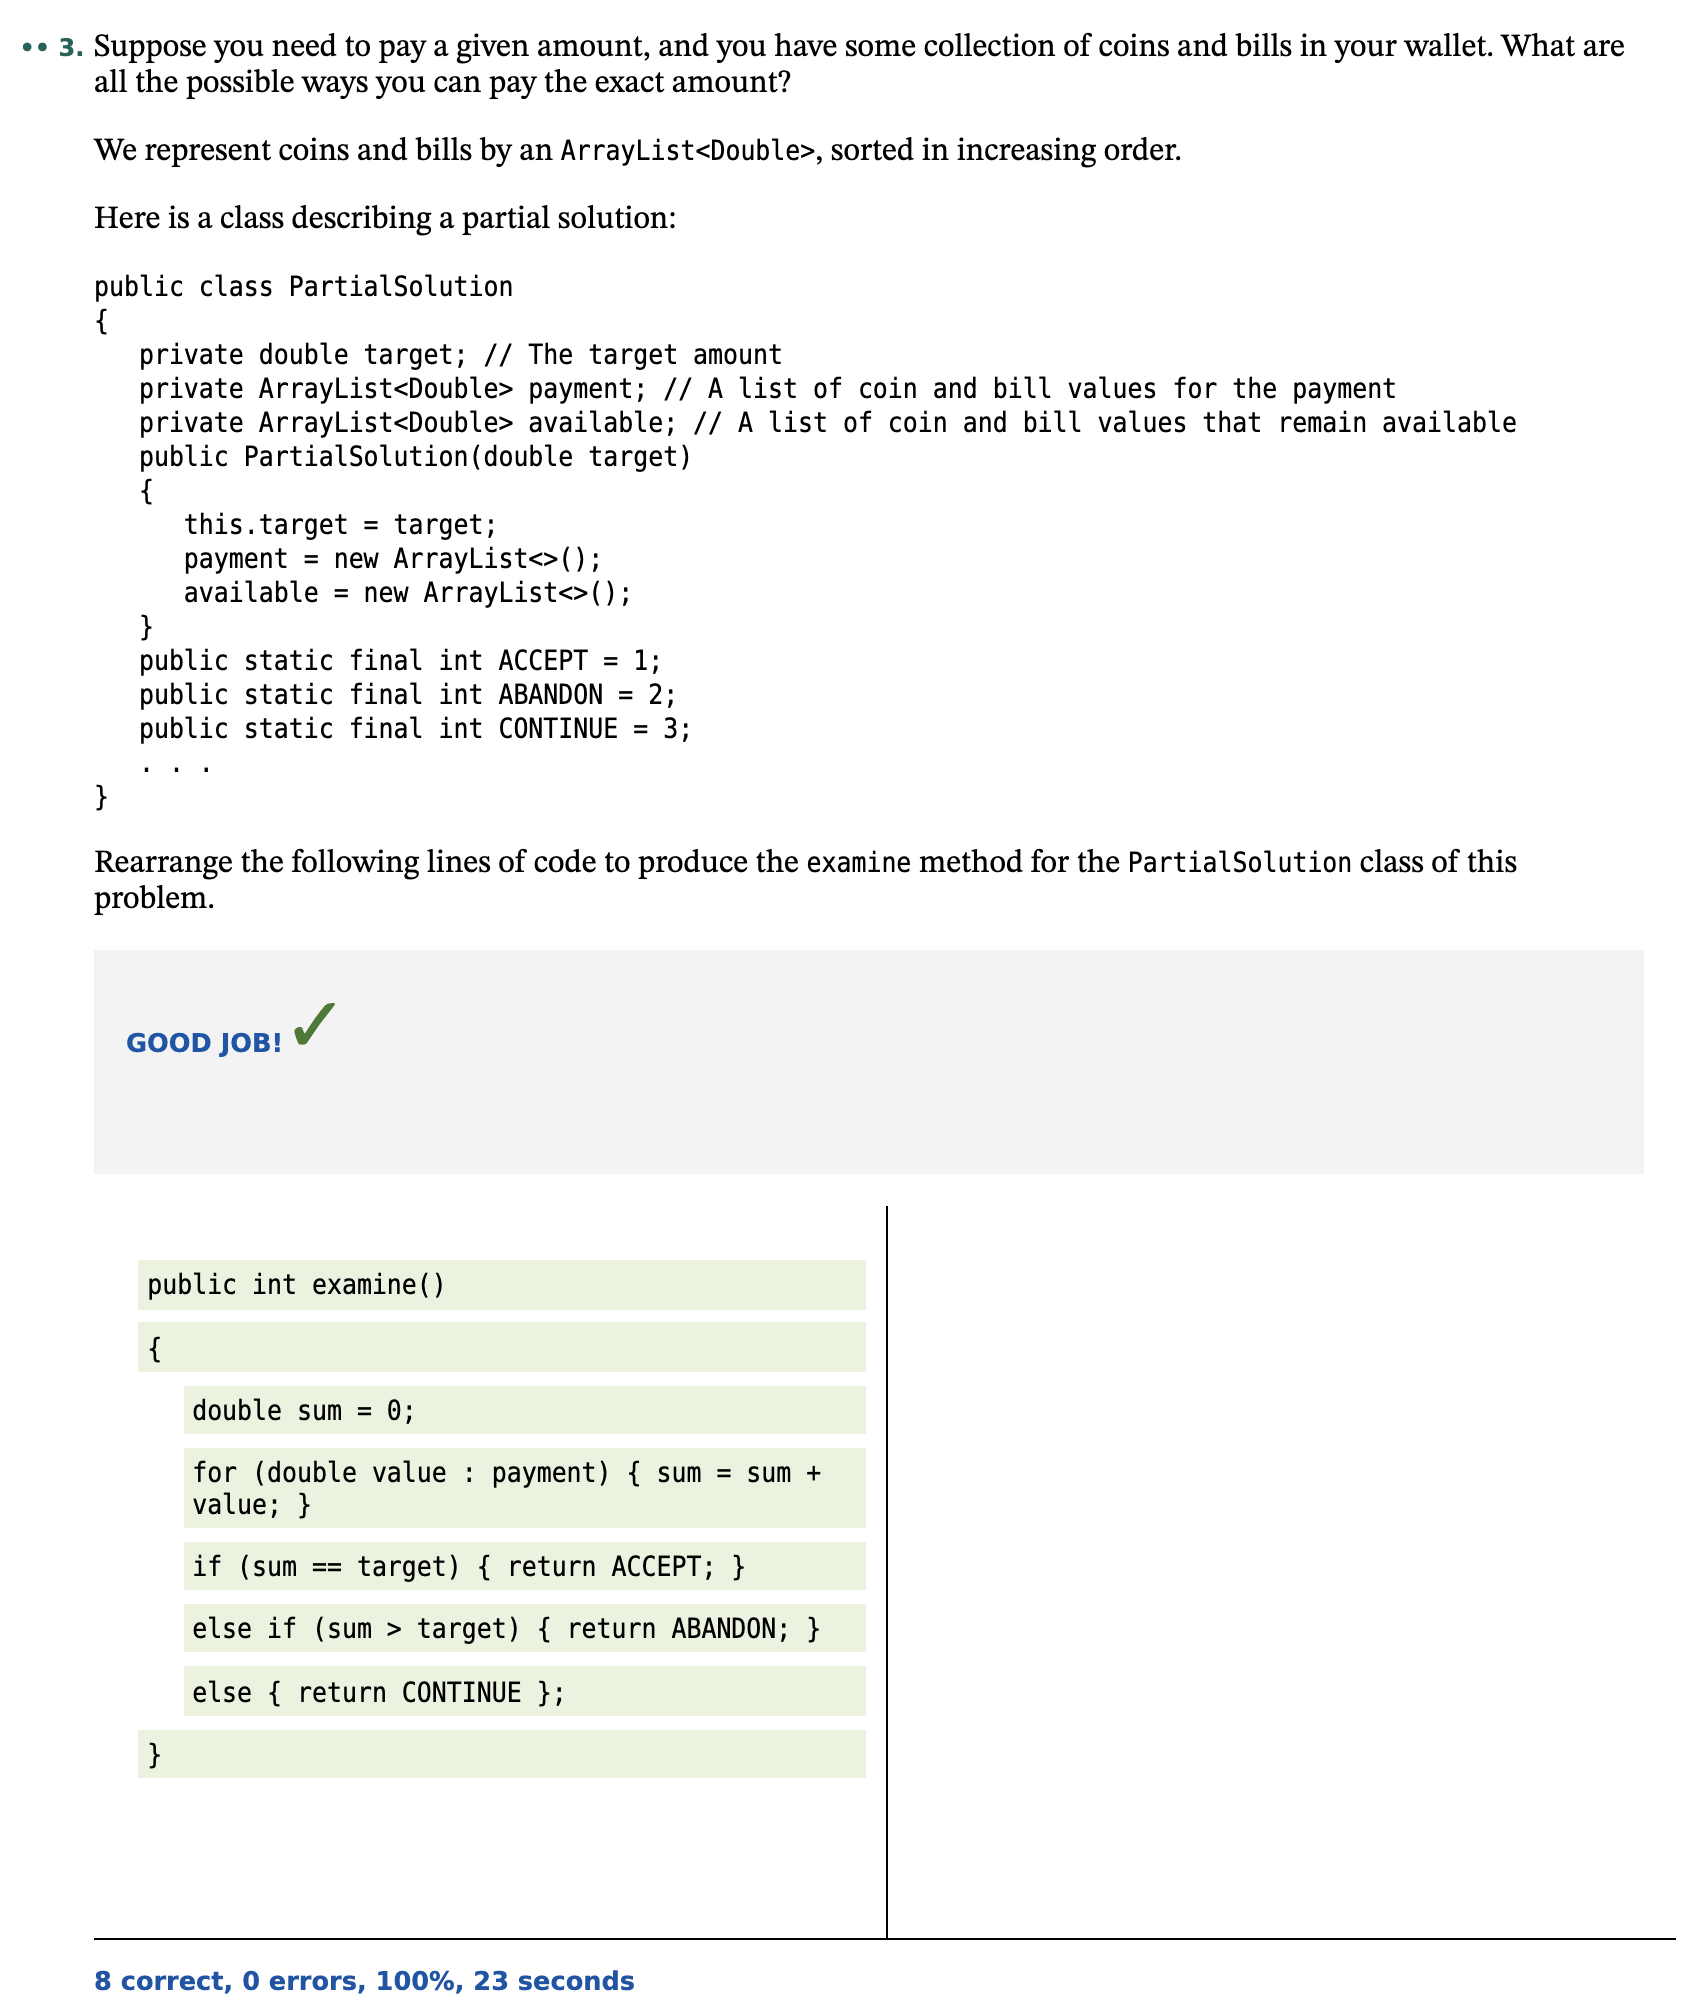 •• 3. Suppose you need to pay a given amount, and you have some collection of coins and bills in your wallet. What are
all the possible ways you can pay the exact amount?
We represent coins and bills by an ArrayList<Double>, sorted in increasing order.
Here is a class describing a partial solution:
public class PartialSolution
{
   private double target; // The target amount
   private ArrayList<Double> payment; // A list of coin and bill values for the payment
   private ArrayList<Double> available; // A list of coin and bill values that remain available
   public PartialSolution(double target)
   {
      this.target = target;
      payment = new ArrayList<>();
      available = new ArrayList<>();
   }
   public static final int ACCEPT = 1;
   public static final int ABANDON = 2;
   public static final int CONTINUE = 3;
   . . .
}
Rearrange the following lines of code to produce the examine method for the PartialSolution class of this
problem.
GOOD JOB! ✓
public int examine()
{
   double sum = 0;
   for (double value : payment) { sum = sum +
   value; }
   if (sum == target) { return ACCEPT; }
   else if (sum > target) { return ABANDON; }
   else { return CONTINUE };
}
8 correct, 0 errors, 100%, 23 seconds